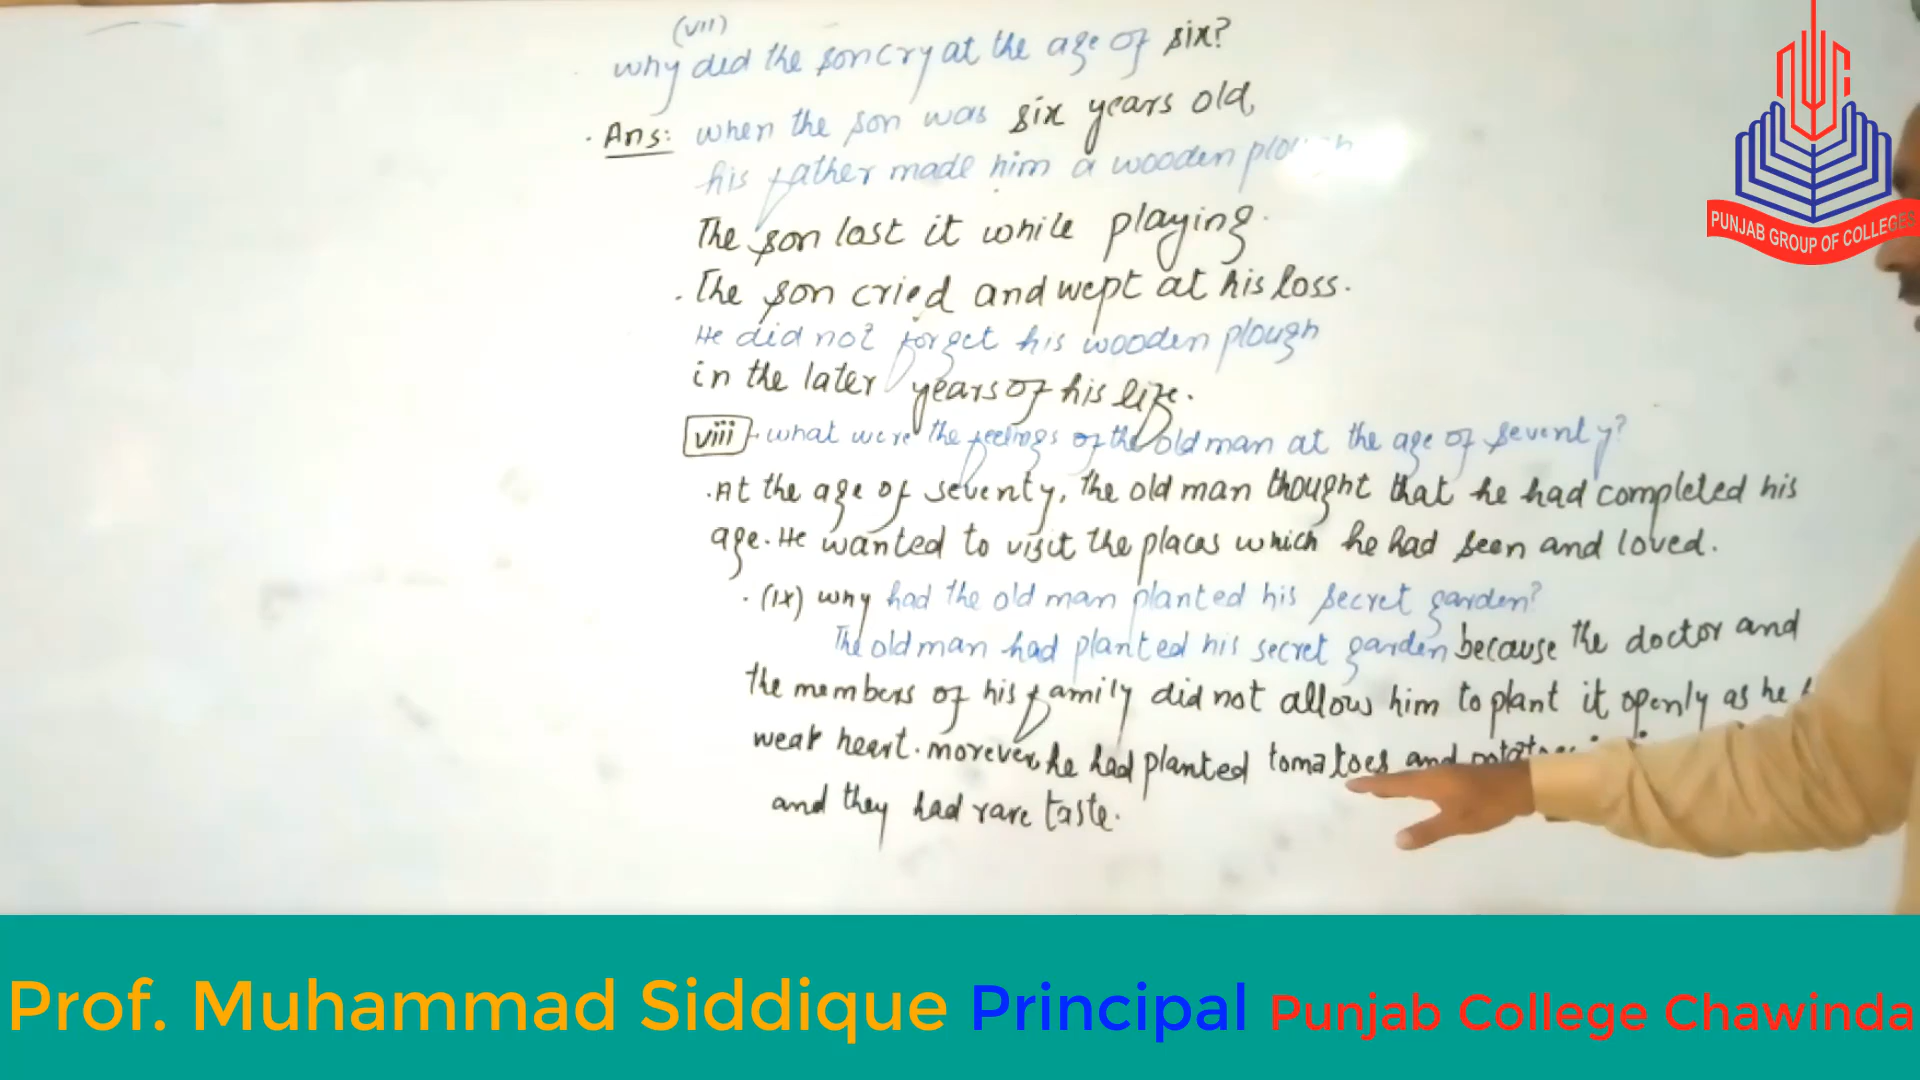 (vii)
why did the son cry at the age of six?
Ans: when the son was six years old,
his father made him a wooden plough
The son lost it while playing.
The son cried and wept at his loss.
He did not forget his wooden plough
in the later years of his life.
viii what were the feelings of the old man at the age of seventy?
At the age of seventy, the old man thought that he had completed his
age. He wanted to visit the places which he had seen and loved.
(ix) why had the old man planted his secret garden?
The old man had planted his secret garden because the doctor and
the members of his family did not allow him to plant it openly as he
weak heart. morever he had planted tomatoes and
and they had rare taste.
PUNJAB GROUP OF COLLEGES
Prof. Muhammad Siddique Principal Punjab College Chawinda